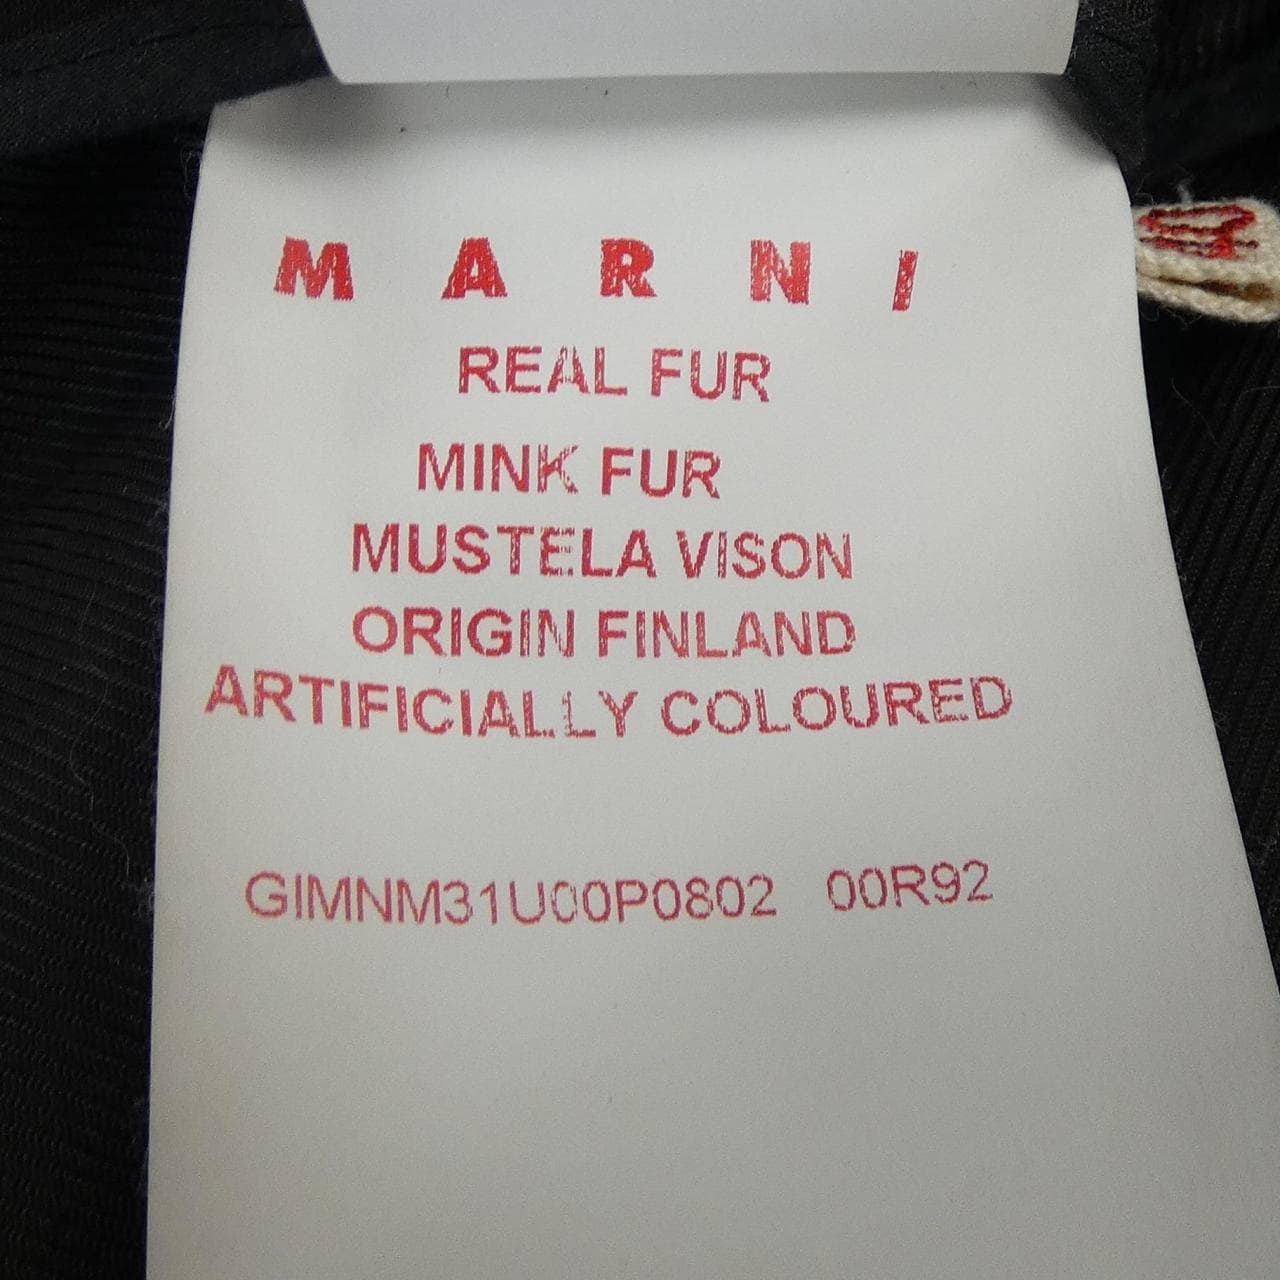 MARNI
REAL FUR
MINK FUR
MUSTELA VISON
ORIGIN FINLAND
ARTIFICIALLY COLOURED
GIMNM31U00P0802 00R92